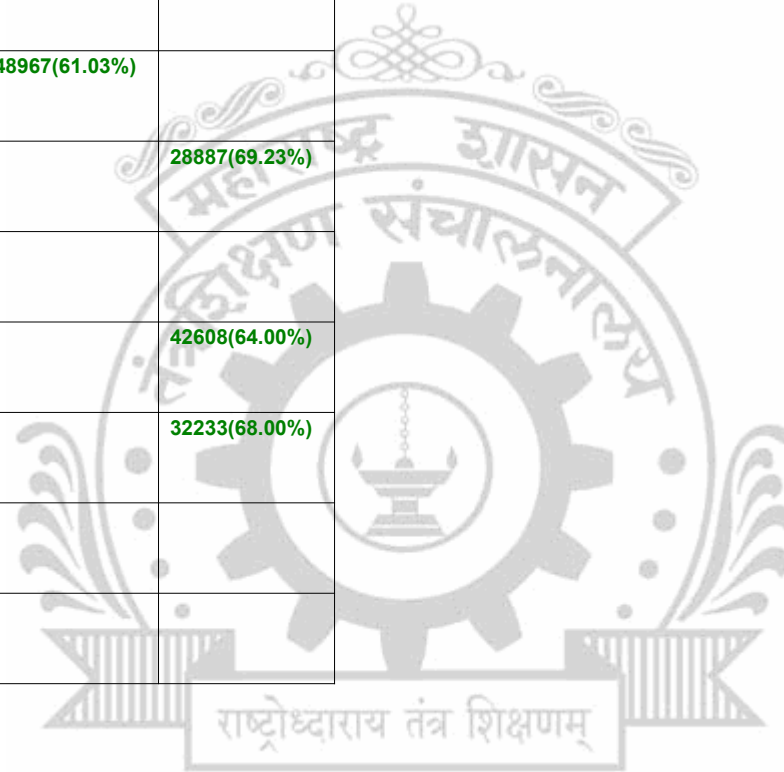 48967(61.03%)
महाराष्ट्र शासन
28887(69.23%)
तंत्रशिक्षण संचालनालय
42608(64.00%)
32233(68.00%)
राष्ट्रोध्दाराय तंत्र शिक्षणम्